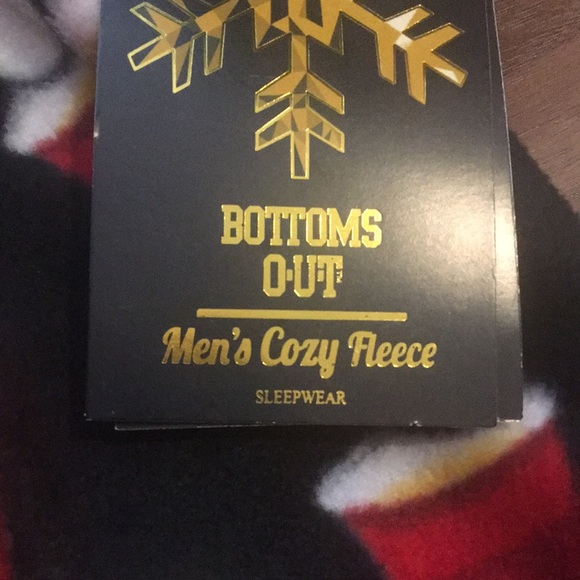 BOTTOMS
O·U·T
Men's Cozy Fleece
SLEEPWEAR